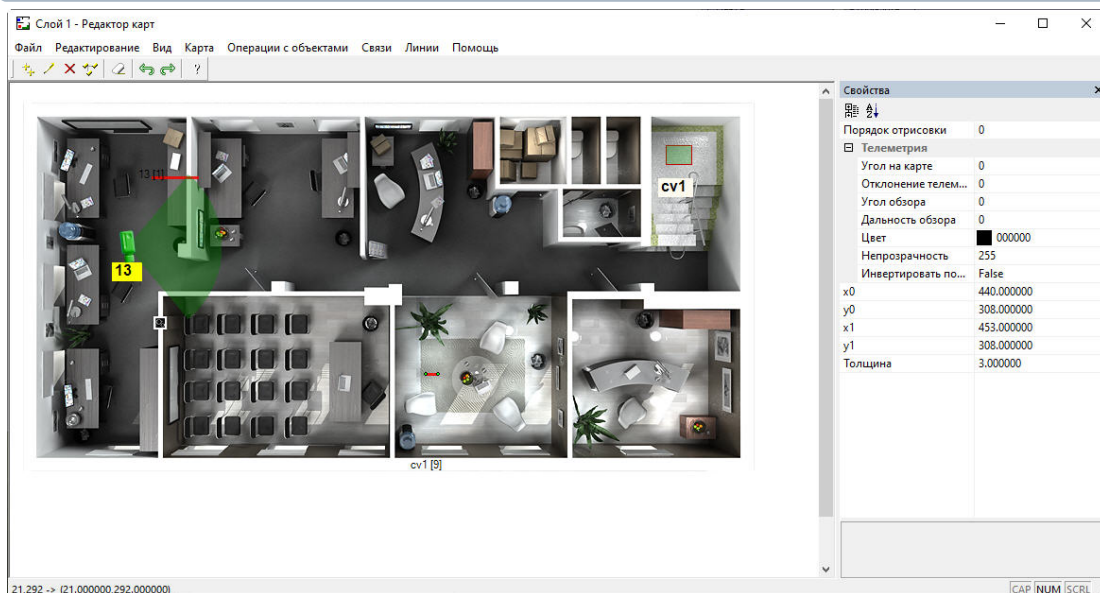 Слой 1 - Редактор карт
Файл Редактирование Вид Карта Операции с объектами Связи Линии Помощь
?
Свойства
Порядок отрисовки 0
Телеметрия
Угол на карте 0
Отклонение телем... 0
Угол обзора 0
Дальность обзора 0
Цвет 000000
Непрозрачность 255
Инвертировать по... False
x0 440.000000
y0 308.000000
x1 453.000000
y1 308.000000
Толщина 3.000000
13 [1]
cv1
13
cv1 [9]
21,292 -> (21.000000,292.000000)
CAP NUM SCRL